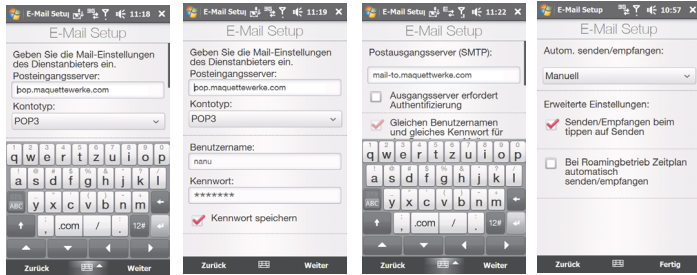 E-Mail Setup 11:18
E-Mail Setup
Geben Sie die Mail-Einstellungen
des Dienstanbieters ein.
Posteingangsserver:
pop.maquettewerke.com
Kontotyp:
POP3
q w e r t z u i o p
a s d f g h j k l
ABC y x c v b n m
, .com / . 12#
Zurück Weiter
E-Mail Setup 11:19
E-Mail Setup
Geben Sie die Mail-Einstellungen
des Dienstanbieters ein.
Posteingangsserver:
pop.maquettewerke.com
Kontotyp:
POP3
Benutzername:
nanu
Kennwort:
*******
Kennwort speichern
Zurück Weiter
E-Mail Setup 11:22
E-Mail Setup
Postausgangsserver (SMTP):
mail-to.maquettewerke.com
Ausgangsserver erfordert
Authentifizierung
Gleichen Benutzernamen
und gleiches Kennwort für
q w e r t z u i o p
a s d f g h j k l
ABC y x c v b n m
, .com / . 12#
Zurück Weiter
E-Mail Setup 10:57
E-Mail Setup
Autom. senden/empfangen:
Manuell
Erweiterte Einstellungen:
Senden/Empfangen beim
tippen auf Senden
Bei Roamingbetrieb Zeitplan
automatisch
senden/empfangen
Zurück Fertig